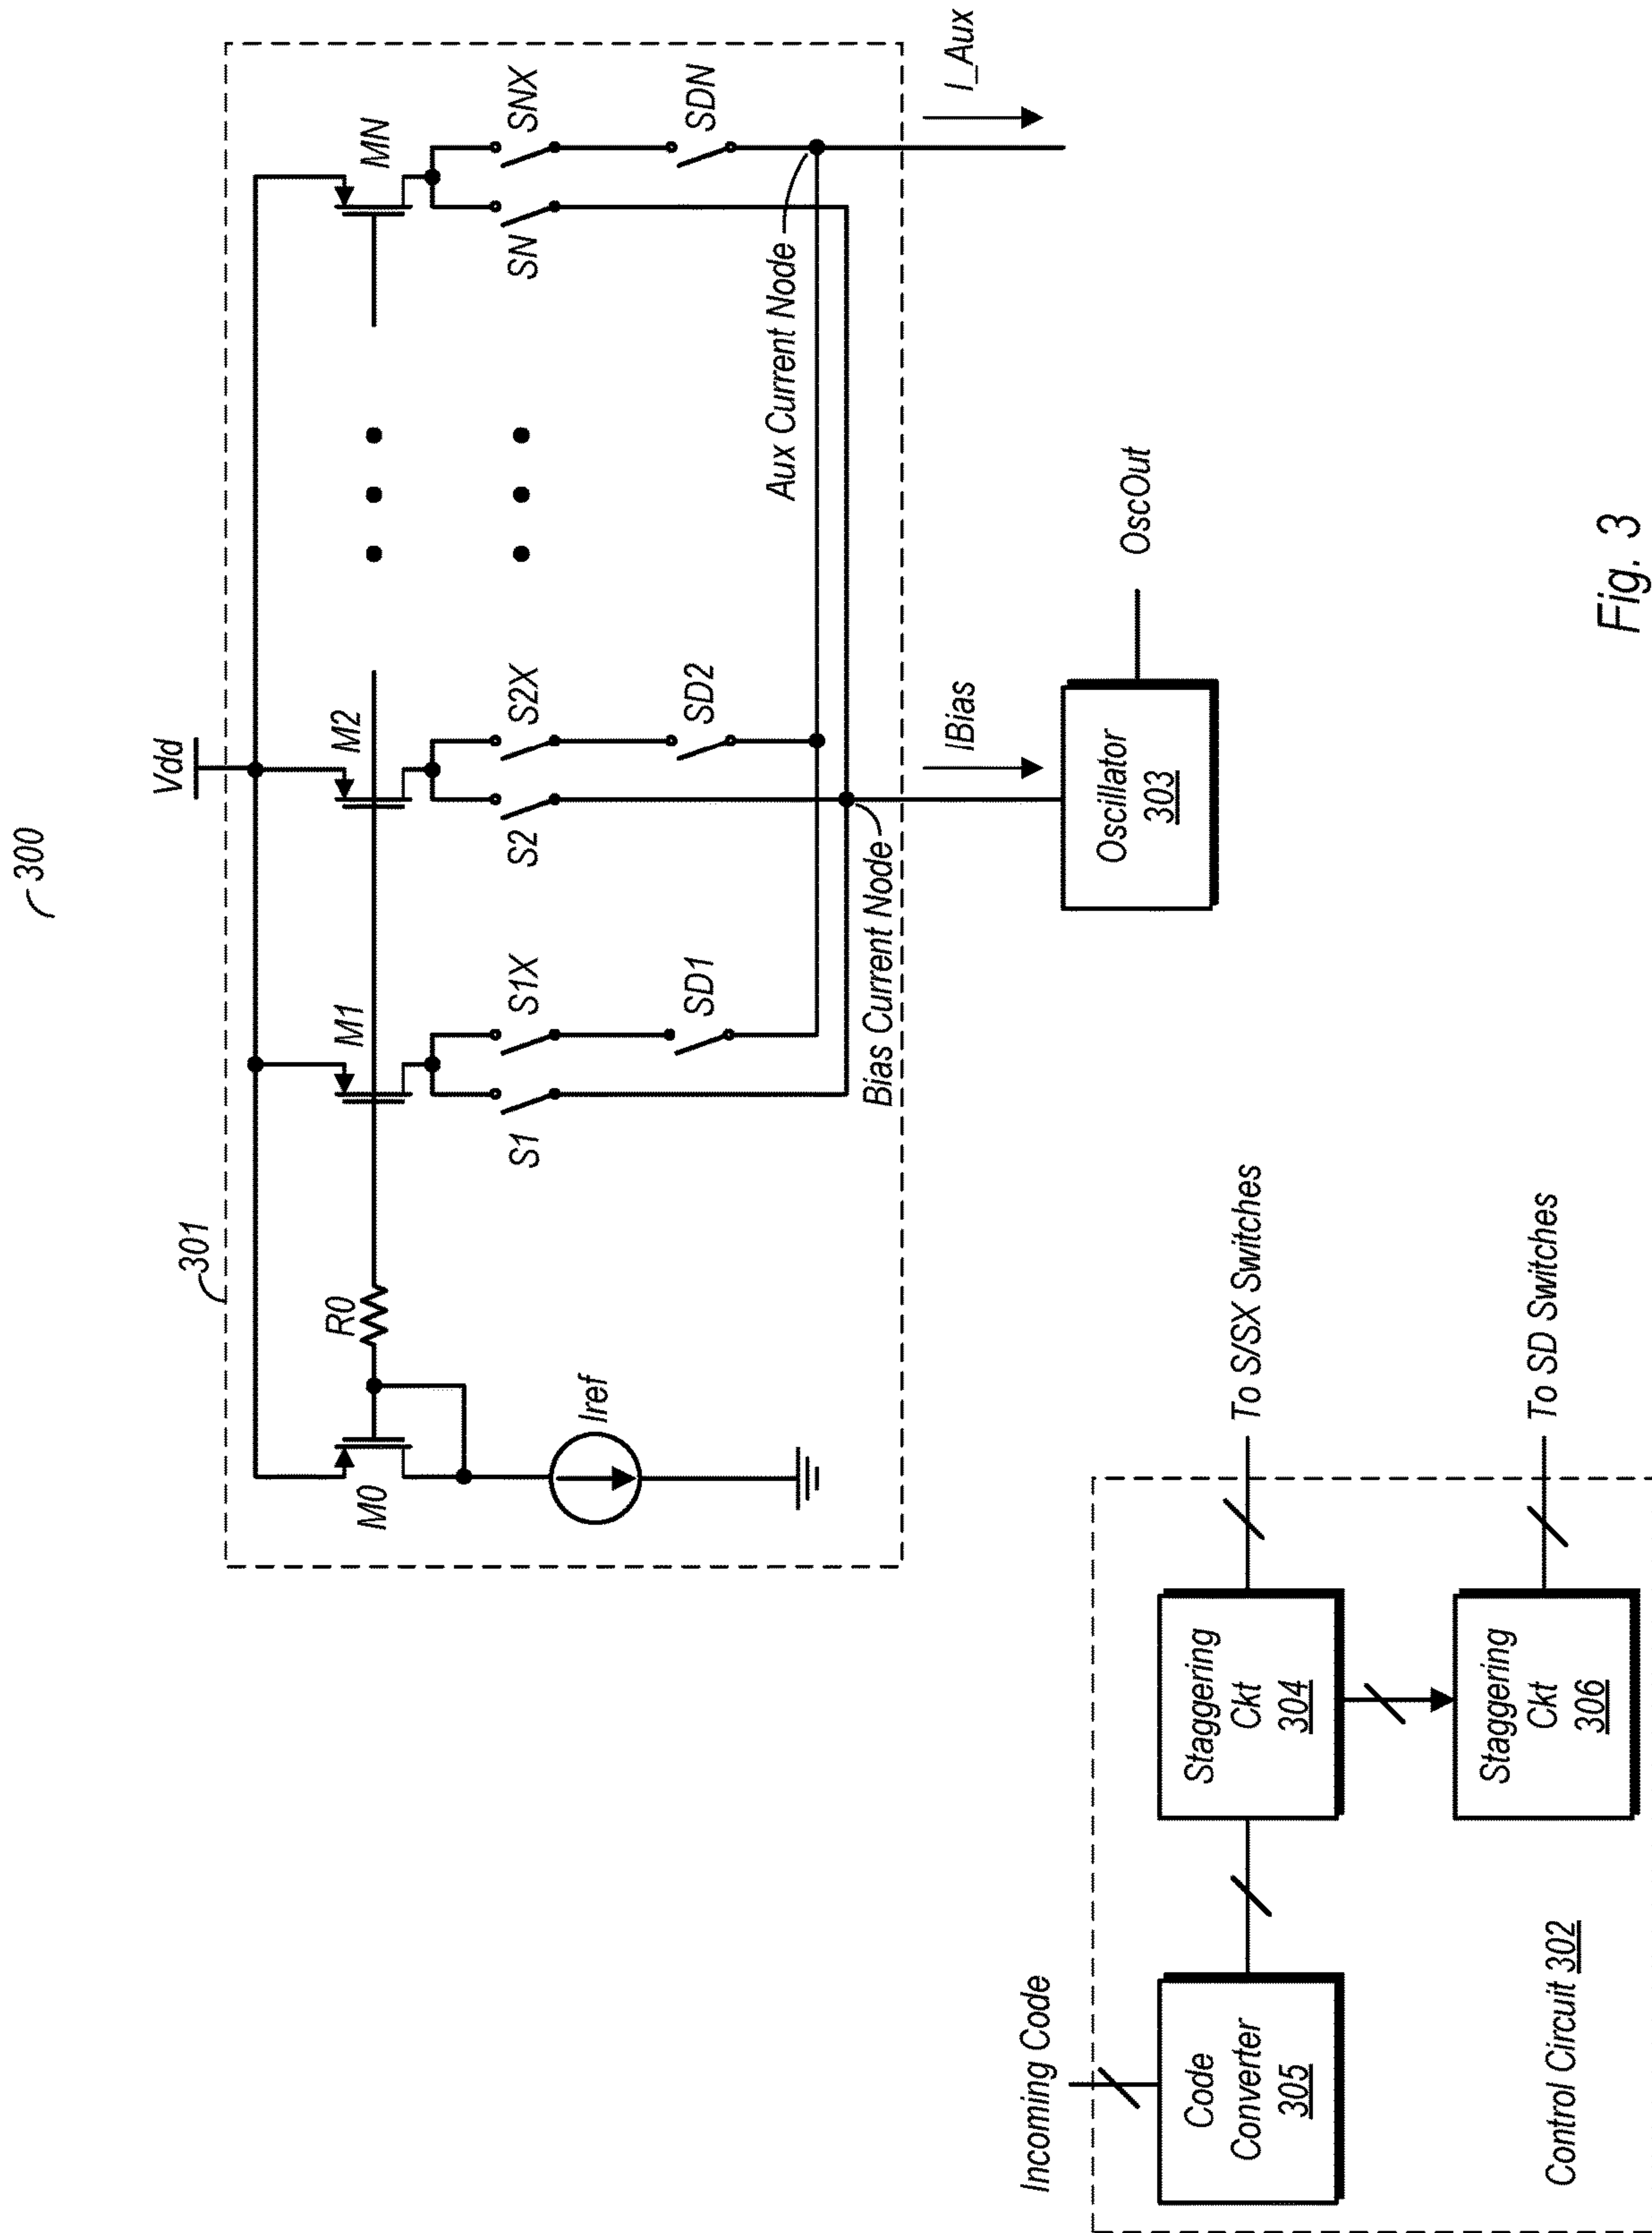 300
301
Vdd
M0
R0
M1
M2
MN
Iref
S1
S1X
S2
S2X
SN
SNX
SD1
SD2
SDN
Aux Current Node
Bias Current Node
IBias
I_Aux
Oscillator
303
OscOut
Incoming Code
Code
Converter
305
Staggering
Ckt
304
To S/SX Switches
Staggering
Ckt
306
To SD Switches
Control Circuit 302
Fig. 3